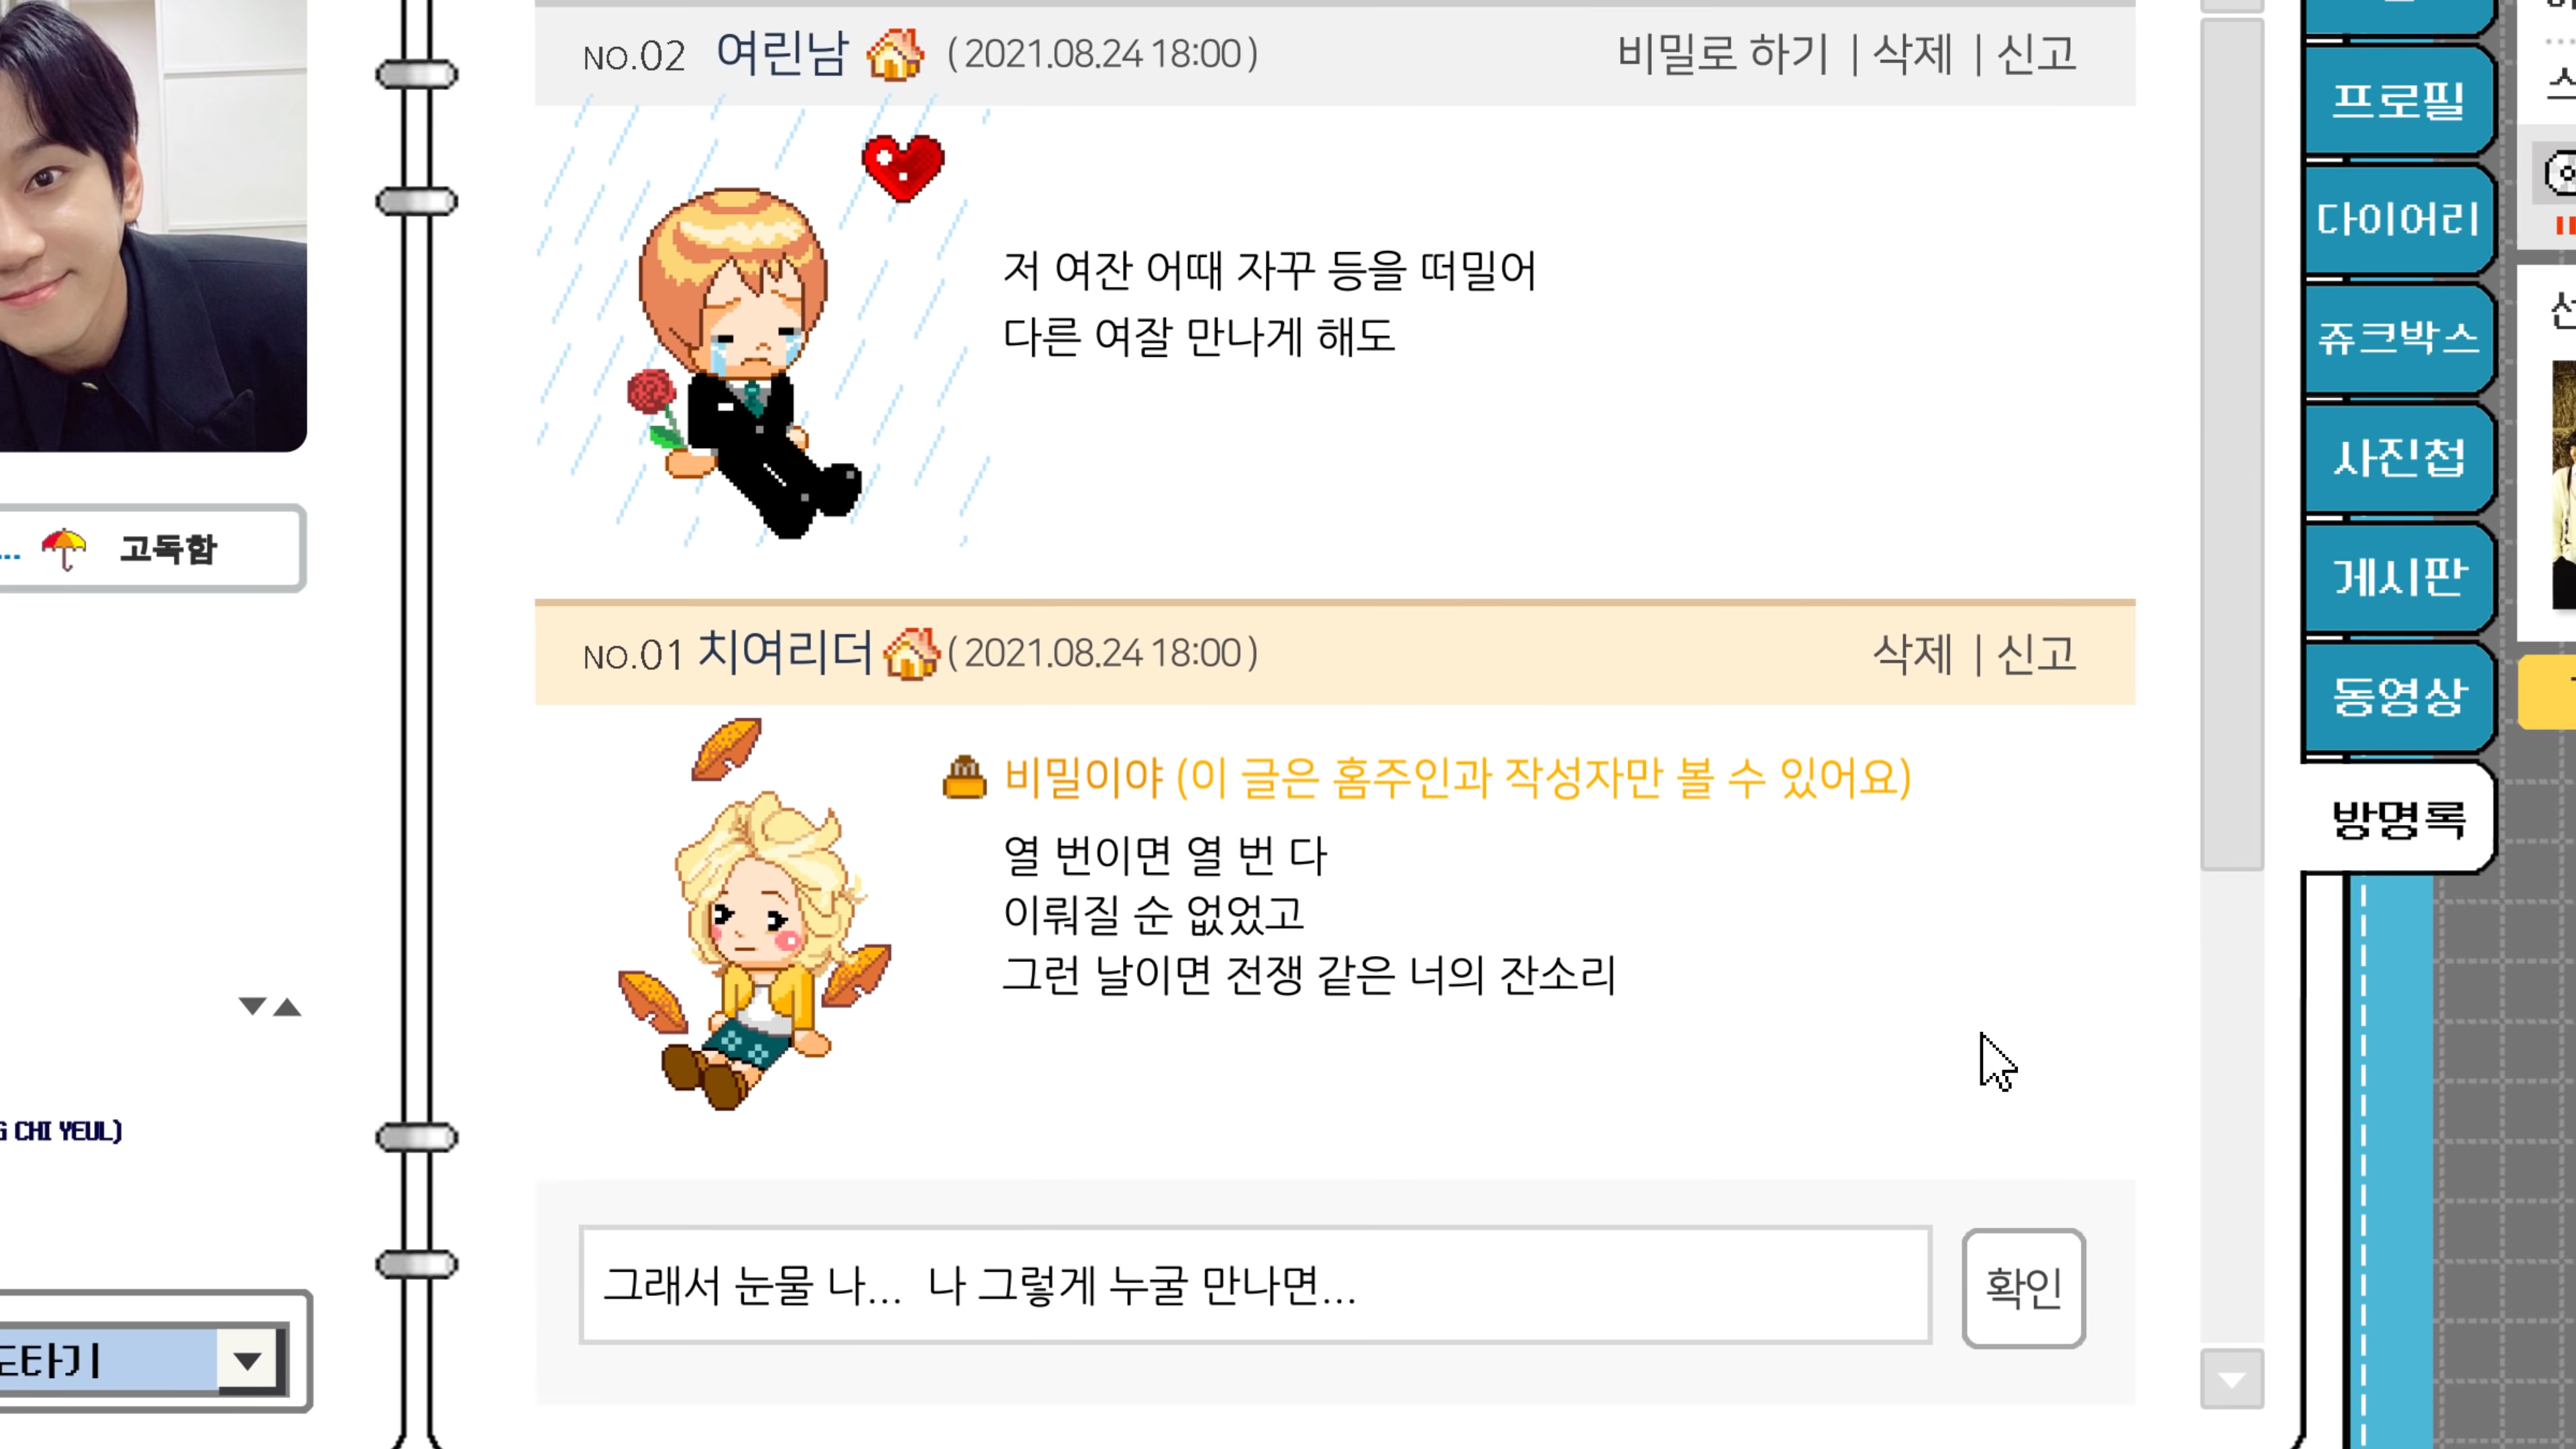 NO.02 여린남 (2021.08.24 18:00) 비밀로 하기 | 삭제 | 신고
저 여잔 어때 자꾸 등을 떠밀어
다른 여잘 만나게 해도
NO.01 치여리더 (2021.08.24 18:00) 삭제 | 신고
비밀이야 (이 글은 홈주인과 작성자만 볼 수 있어요)
열 번이면 열 번 다
이뤄질 순 없었고
그런 날이면 전쟁 같은 너의 잔소리
그래서 눈물 나... 나 그렇게 누굴 만나면...
확인
... 고독함
CHI YEUL)
도타기
프로필
다이어리
쥬크박스
사진첩
게시판
동영상
방명록